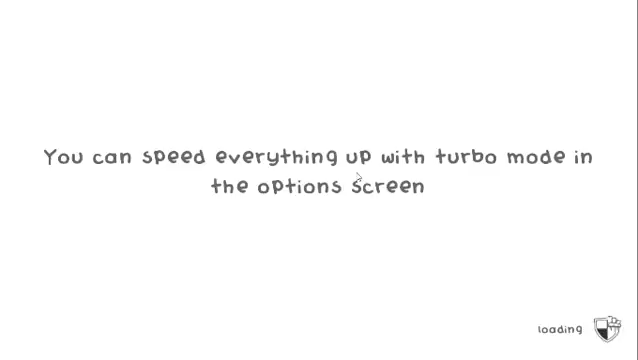 You can speed everything up with turbo mode in
the options screen
loading